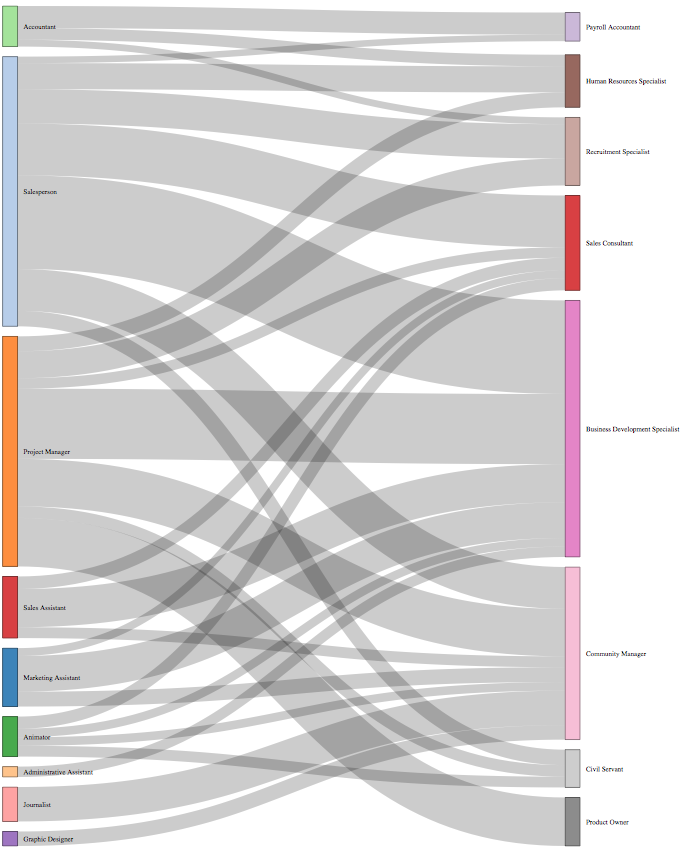 Accountant
Salesperson
Project Manager
Sales Assistant
Marketing Assistant
Animator
Administrative Assistant
Journalist
Graphic Designer
Payroll Accountant
Human Resources Specialist
Recruitment Specialist
Sales Consultant
Business Development Specialist
Community Manager
Civil Servant
Product Owner